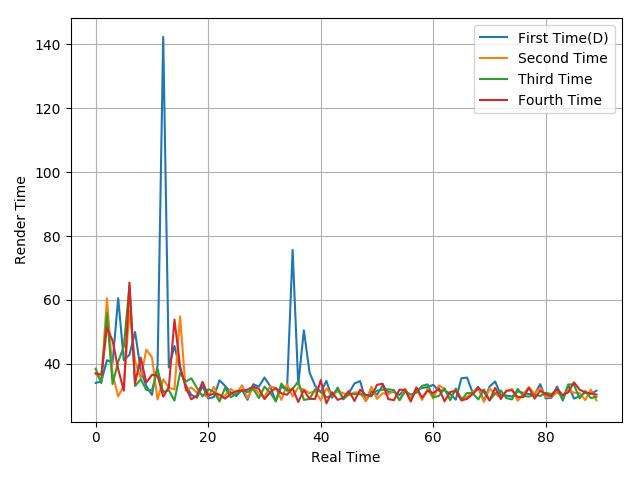 First Time(D)
Second Time
Third Time
Fourth Time
140
120
100
80
60
40
Render Time
0
20
40
60
80
Real Time